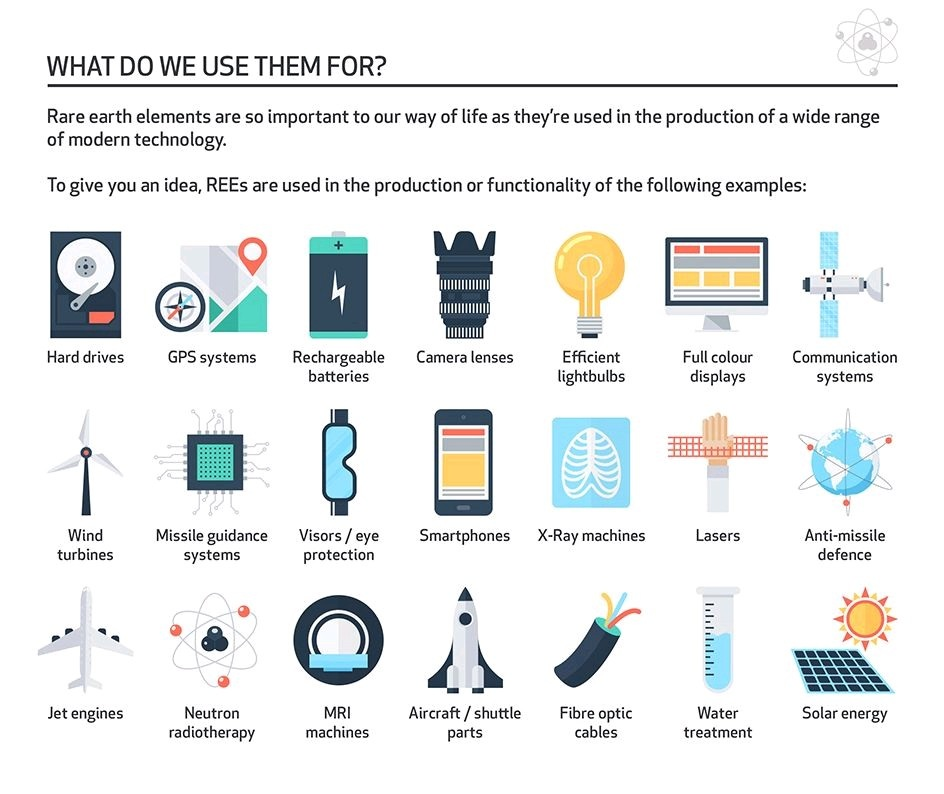 WHAT DO WE USE THEM FOR?
Rare earth elements are so important to our way of life as they’re used in the production of a wide range
of modern technology.
To give you an idea, REEs are used in the production or functionality of the following examples:
Hard drives
GPS systems
Rechargeable
batteries
Camera lenses
Efficient
lightbulbs
Full colour
displays
Communication
systems
Wind
turbines
Missile guidance
systems
Visors / eye
protection
Smartphones
X-Ray machines
Lasers
Anti-missile
defence
Jet engines
Neutron
radiotherapy
MRI
machines
Aircraft / shuttle
parts
Fibre optic
cables
Water
treatment
Solar energy